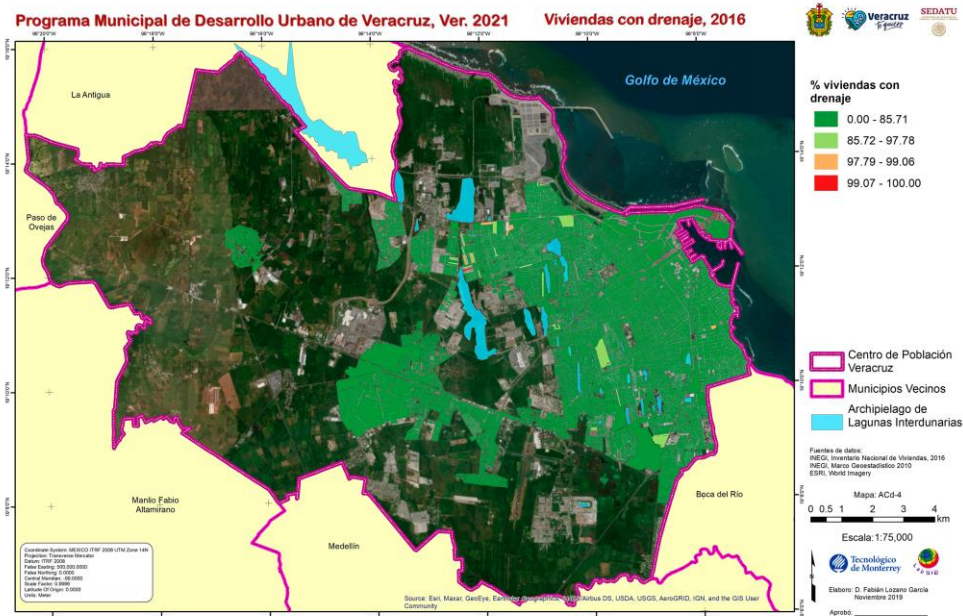 Programa Municipal de Desarrollo Urbano de Veracruz, Ver. 2021
Viviendas con drenaje, 2016
Veracruz
Te quiero
SEDATU
Golfo de México
La Antigua
Paso de
Ovejas
Manlio Fabio
Altamirano
Medellín
Boca del Río
% viviendas con
drenaje
0.00 - 85.71
85.72 - 97.78
97.79 - 99.06
99.07 - 100.00
Centro de Población
Veracruz
Municipios Vecinos
Archipielago de
Lagunas Interdunarias
Fuentes de datos:
INEGI, Inventario Nacional de Viviendas, 2016
INEGI, Marco Geoestadístico 2010
ESRI, World Imagery
Mapa: ACd-4
0 0.5 1 2 3 4
km
Escala:1:75,000
Tecnológico
de Monterrey
Elaboro: D. Fabián Lozano García
Noviembre 2019
Aprobó:
Coordinate System: MEXICO ITRF 2008 UTM Zone 14N
Projection: Transverse Mercator
Datum: ITRF 2008
False Easting: 500,000.0000
False Northing: 0.0000
Central Meridian: -99.0000
Scale Factor: 0.9996
Latitude Of Origin: 0.0000
Units: Meter
Source: Esri, Maxar, GeoEye, Earthstar Geographics, CNES/Airbus DS, USDA, USGS, AeroGRID, IGN, and the GIS User
Community